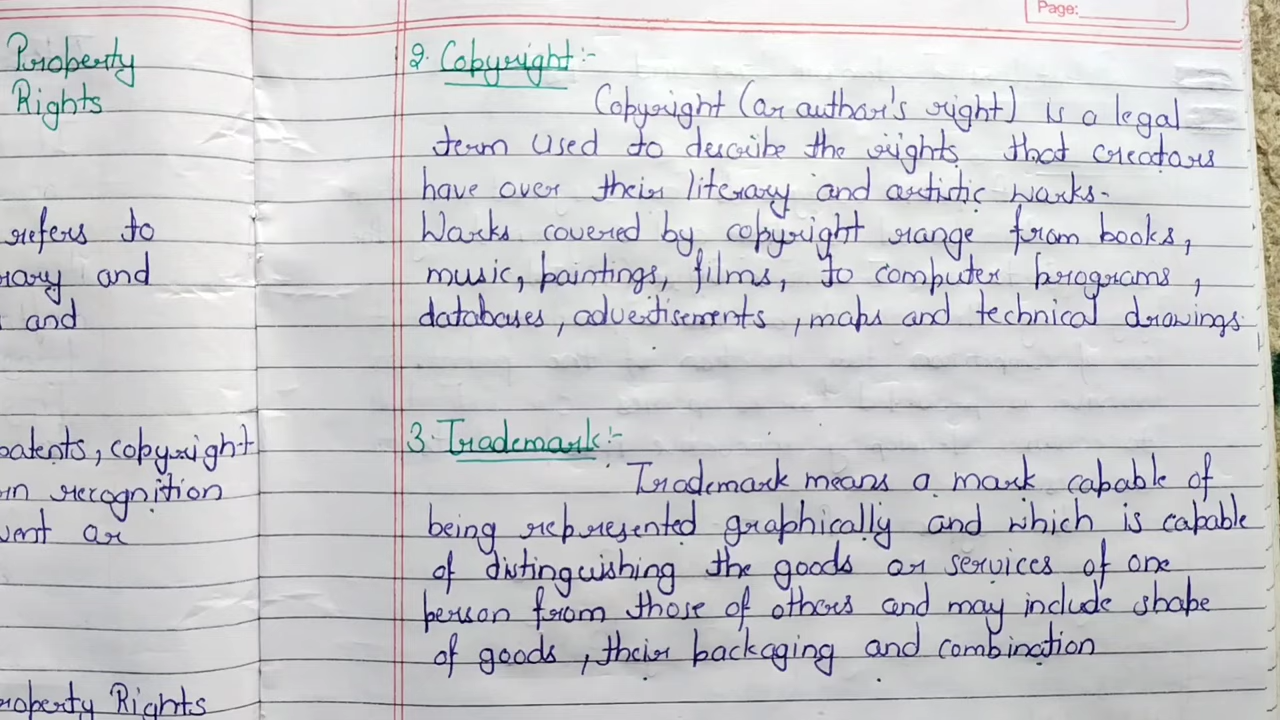 Property
Rights
refers to
rary and
and
patents, copyright
recognition
or
roperty Rights
Page:
2. Copyright :-
Copyright (or author's right) is a legal
term used to describe the rights that creators
have over their literary and artistic works.
Works covered by copyright range from books,
music, paintings, films, to computer programs,
databases, advertisements, maps and technical drawings.
3. Trademark :-
Trademark means a mark capable of
being represented graphically and which is capable
of distinguishing the goods or services of one
person from those of others and may include shape
of goods, their packaging and combination